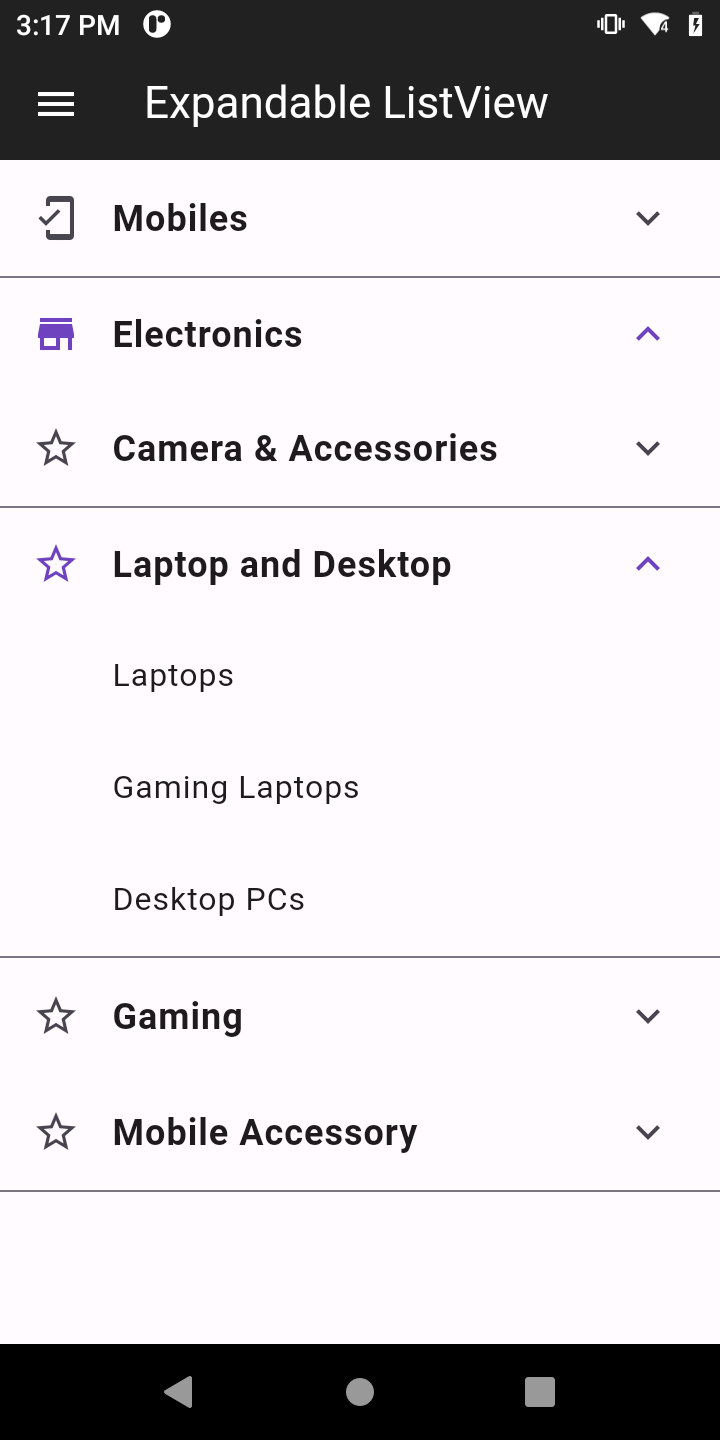 3:17 PM
Expandable ListView
Mobiles
Electronics
Camera & Accessories
Laptop and Desktop
Laptops
Gaming Laptops
Desktop PCs
Gaming
Mobile Accessory